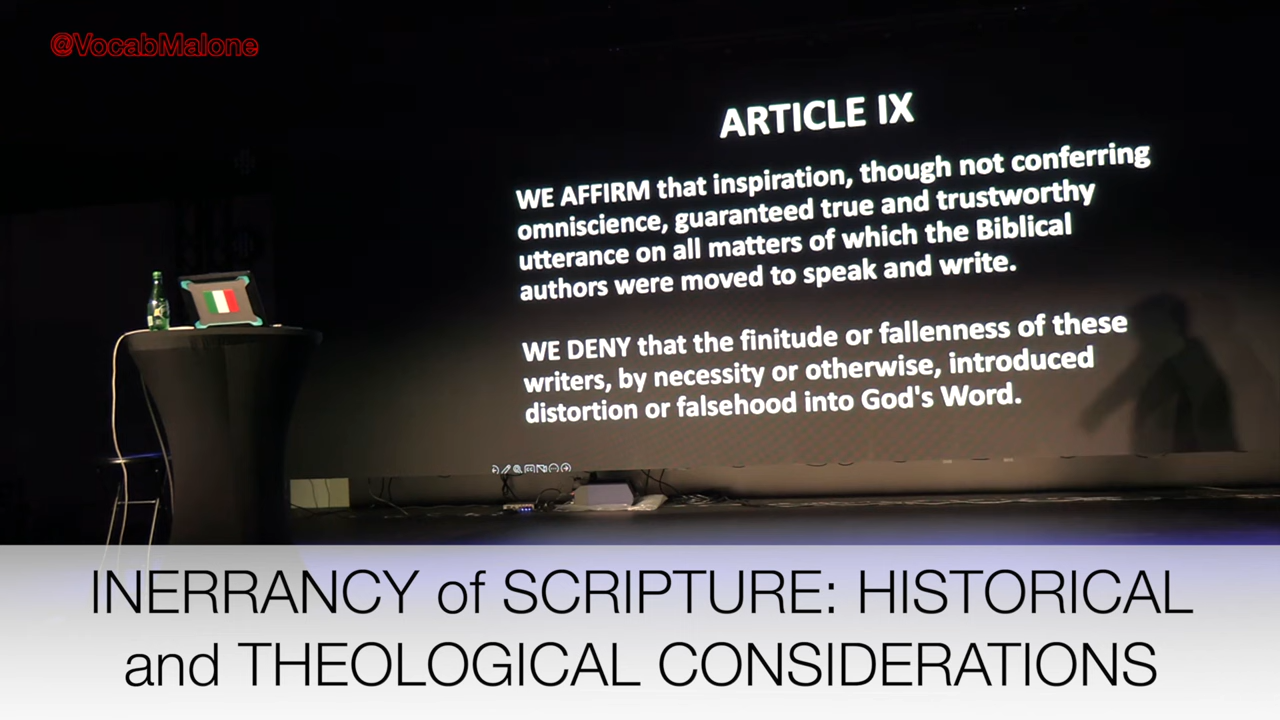 @VocabMalone
ARTICLE IX
WE AFFIRM that inspiration, though not conferring
omniscience, guaranteed true and trustworthy
utterance on all matters of which the Biblical
authors were moved to speak and write.
WE DENY that the finitude or fallenness of these
writers, by necessity or otherwise, introduced
distortion or falsehood into God's Word.
INERRANCY of SCRIPTURE: HISTORICAL
and THEOLOGICAL CONSIDERATIONS